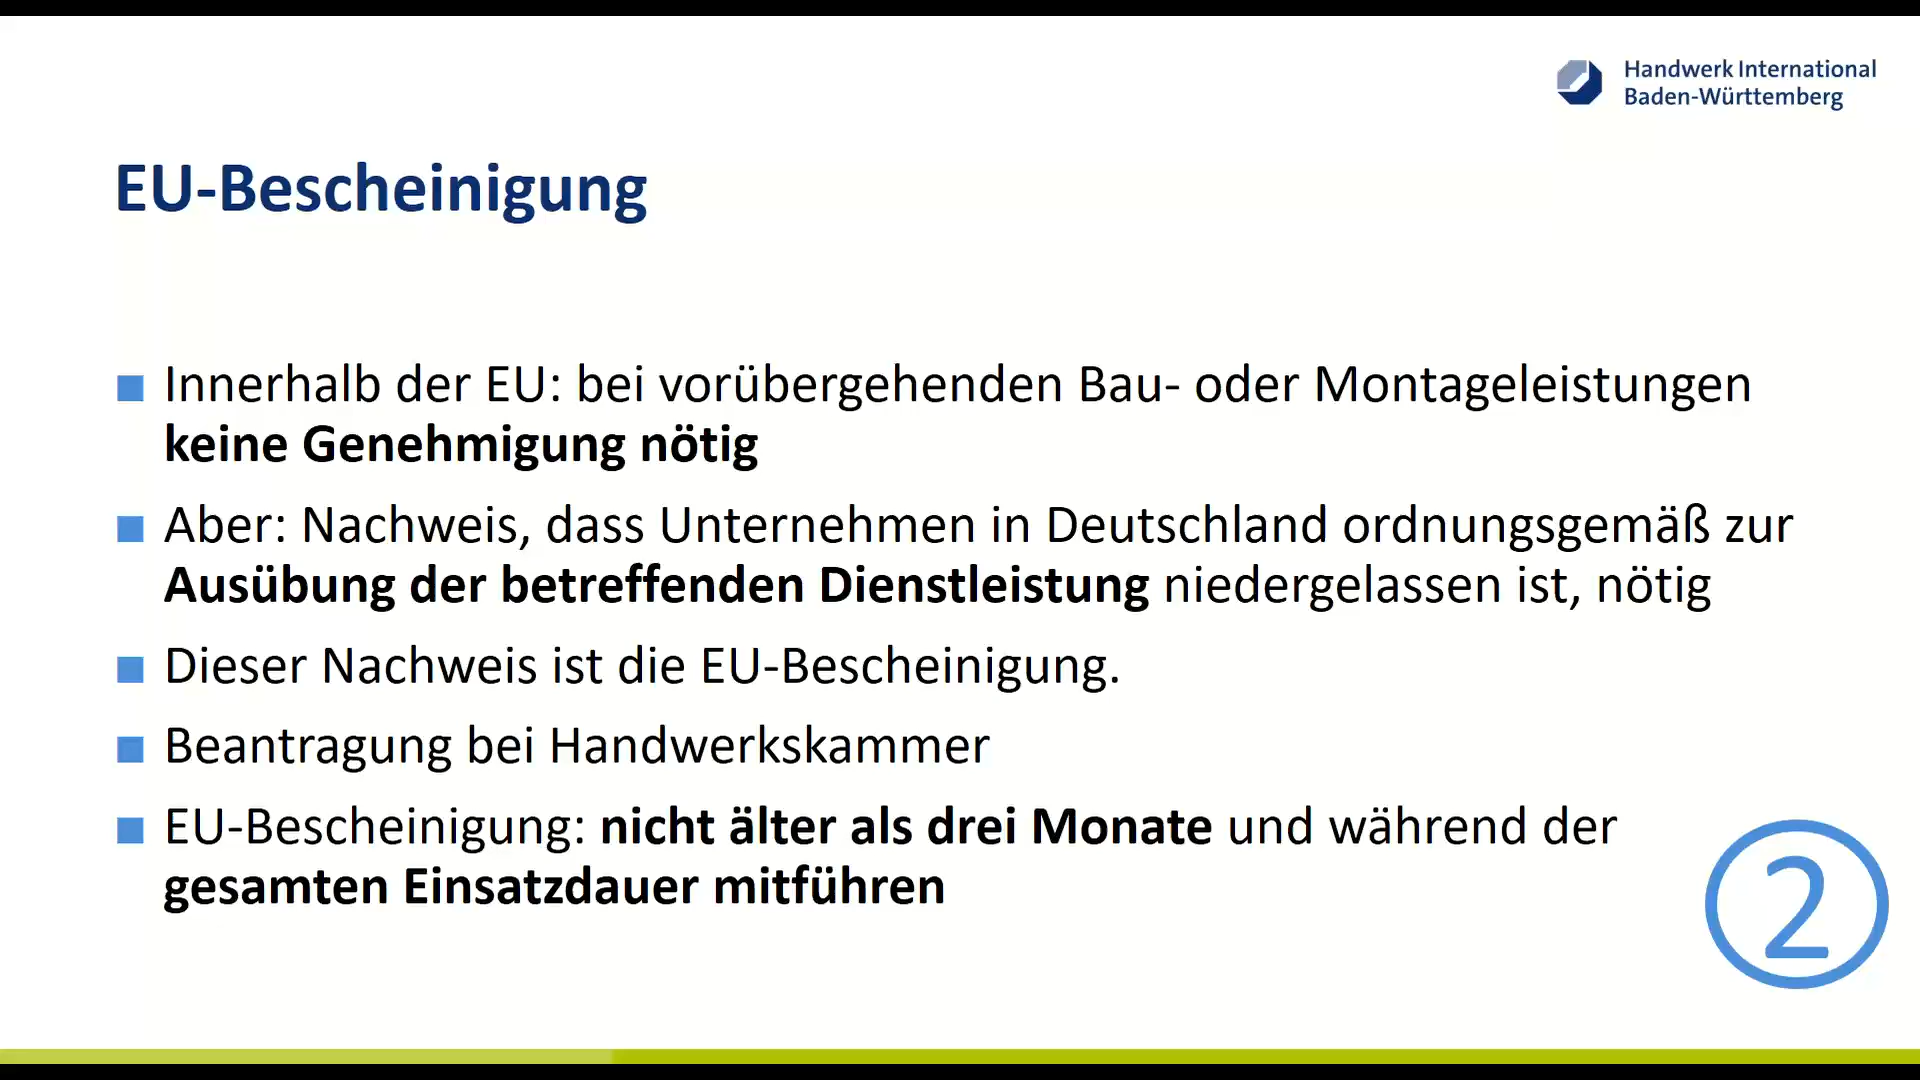 Handwerk International
Baden-Württemberg
EU-Bescheinigung
Innerhalb der EU: bei vorübergehenden Bau- oder Montageleistungen
keine Genehmigung nötig
Aber: Nachweis, dass Unternehmen in Deutschland ordnungsgemäß zur
Ausübung der betreffenden Dienstleistung niedergelassen ist, nötig
Dieser Nachweis ist die EU-Bescheinigung.
Beantragung bei Handwerkskammer
EU-Bescheinigung: nicht älter als drei Monate und während der
gesamten Einsatzdauer mitführen
2